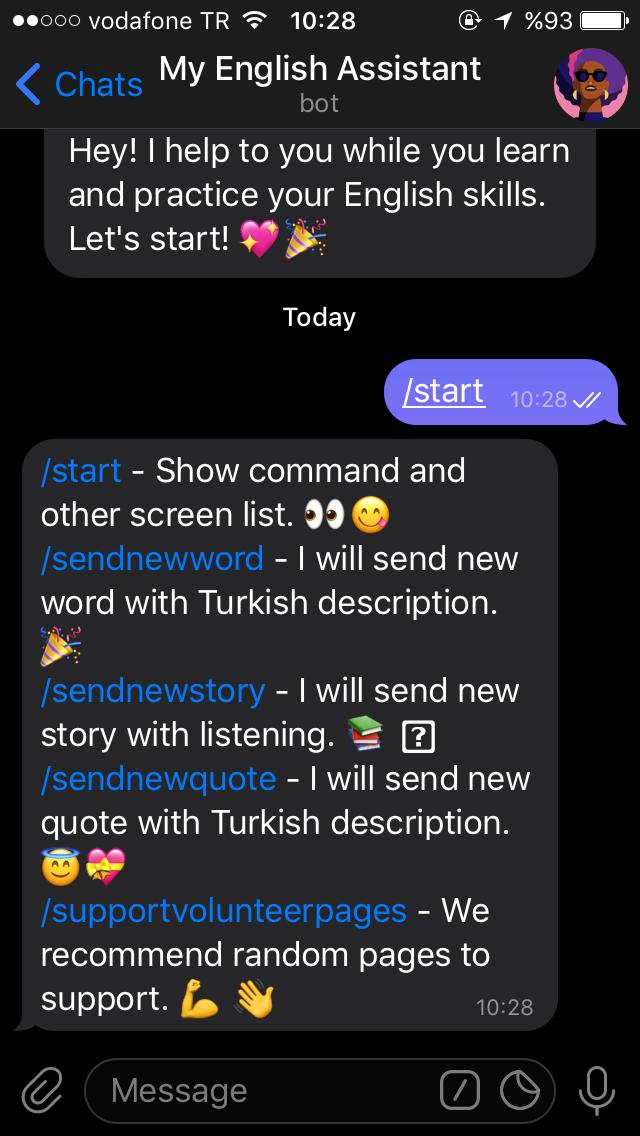 vodafone TR 10:28 %93
Chats My English Assistant
bot
Hey! I help to you while you learn
and practice your English skills.
Let's start! 💖🎉
Today
/start 10:28
/start - Show command and
other screen list. 👀😋
/sendnewword - I will send new
word with Turkish description.
🎉
/sendnewstory - I will send new
story with listening. 📚 ?
/sendnewquote - I will send new
quote with Turkish description.
😇💝
/supportvolunteerpages - We
recommend random pages to
support. 💪 👋 10:28
Message